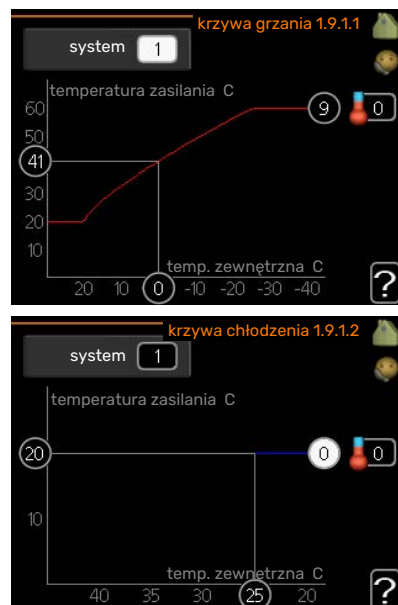 krzywa grzania 1.9.1.1
system 1
temperatura zasilania C
60
9 0
50
41
30
20
10
temp. zewnętrzna C
20 10 0 -10 -20 -30 -40
?
krzywa chłodzenia 1.9.1.2
system 1
temperatura zasilania C
20 0 0
10
temp. zewnętrzna C
40 35 30 25 20
?